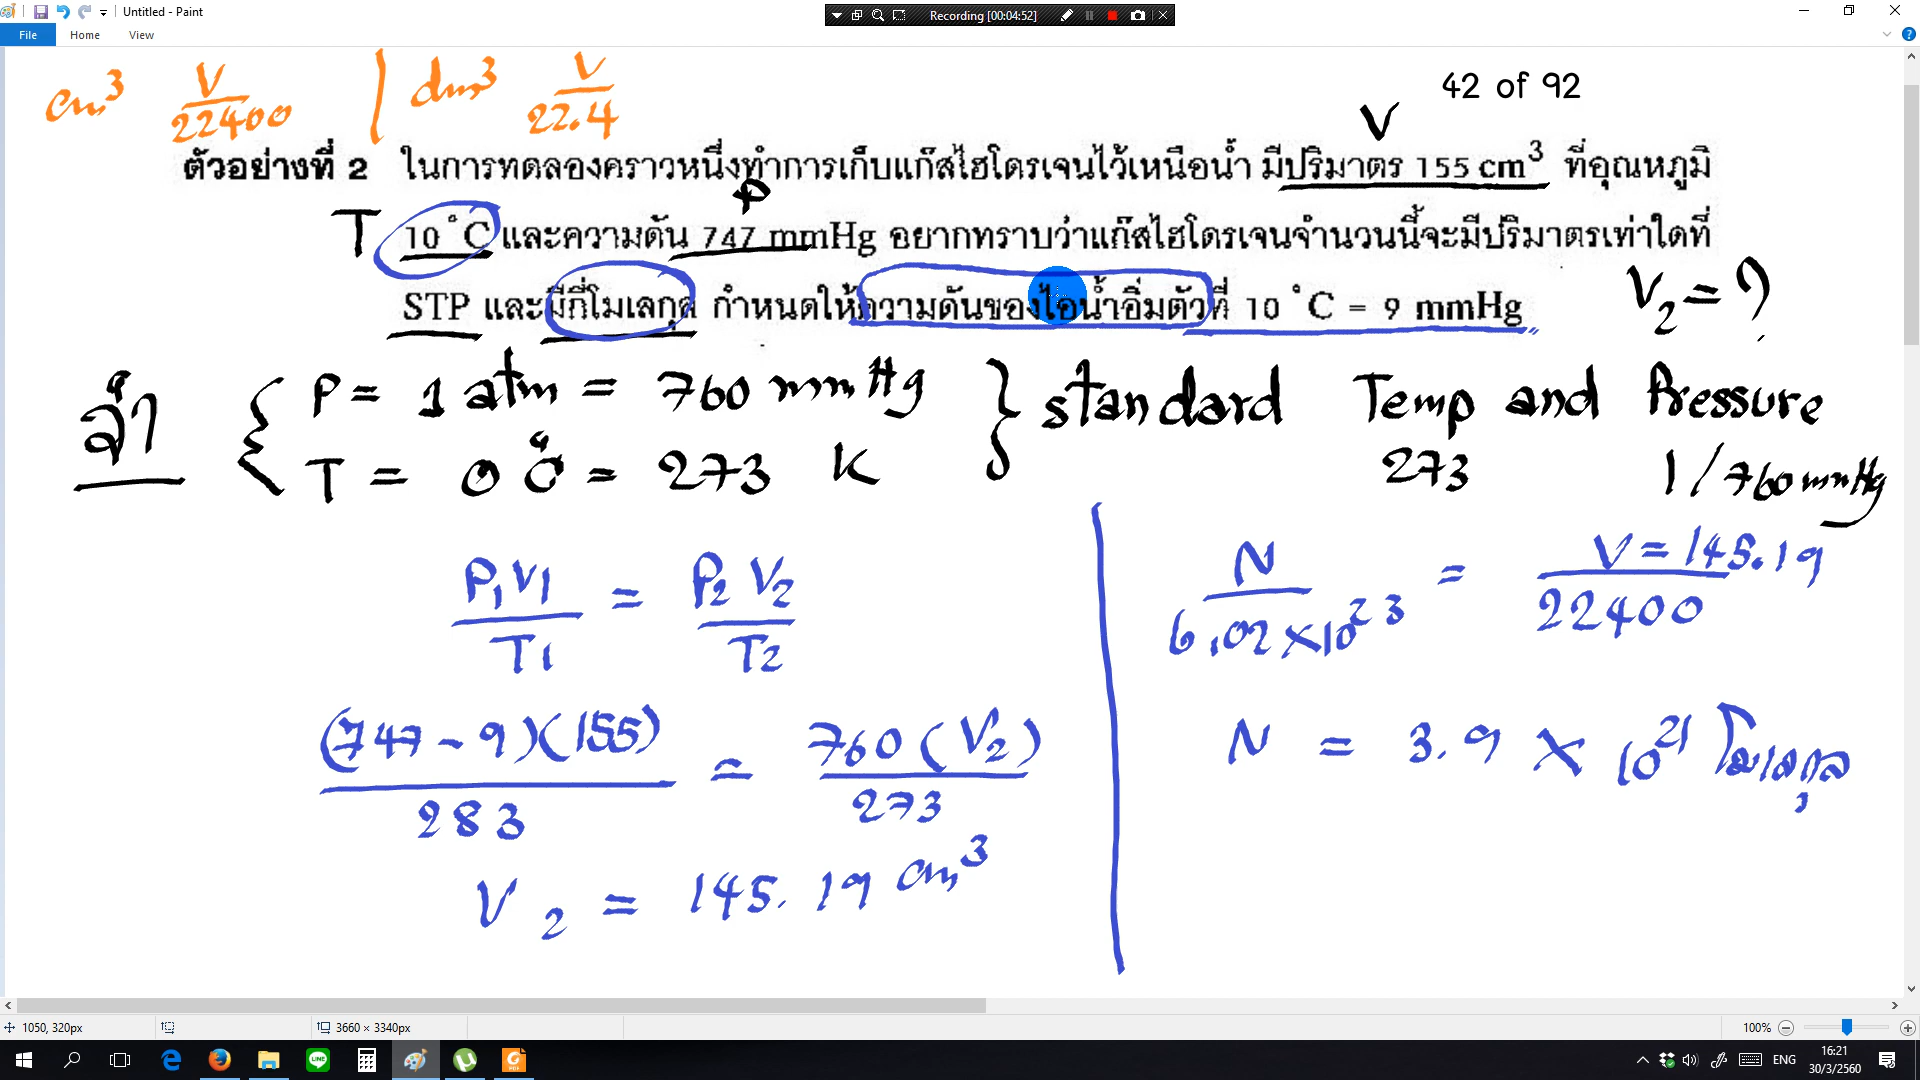 Untitled - Paint
Recording [00:04:52]
File Home View
cm³ V/22400 | dm³ V/22.4
42 of 92
V
ตัวอย่างที่ 2 ในการทดลองคราวหนึ่งทำการเก็บแก๊สไฮโดรเจนไว้เหนือน้ำ มีปริมาตร 155 cm³ ที่อุณหภูมิ
P
T 10 °C และความดัน 747 mmHg อยากทราบว่าแก๊สไฮโดรเจนจำนวนนี้จะมีปริมาตรเท่าใดที่
STP และมีกี่โมเลกุล กำหนดให้ความดันของไอน้ำอิ่มตัวที่ 10 °C = 9 mmHg
V₂ = ?
จำ { P = 1 atm = 760 mmHg } standard Temp and Pressure
T = 0 °C = 273 K 273 1/760 mmHg
P₁V₁/T₁ = P₂V₂/T₂
N/6.02×10²³ = V=145.19/22400
(747-9)(155)/283 = 760(V₂)/273
N = 3.9 × 10²¹ โมเลกุล
V₂ = 145.19 cm³
1050, 320px 3660 × 3340px 100%
LINE
ENG 16:21
30/3/2560